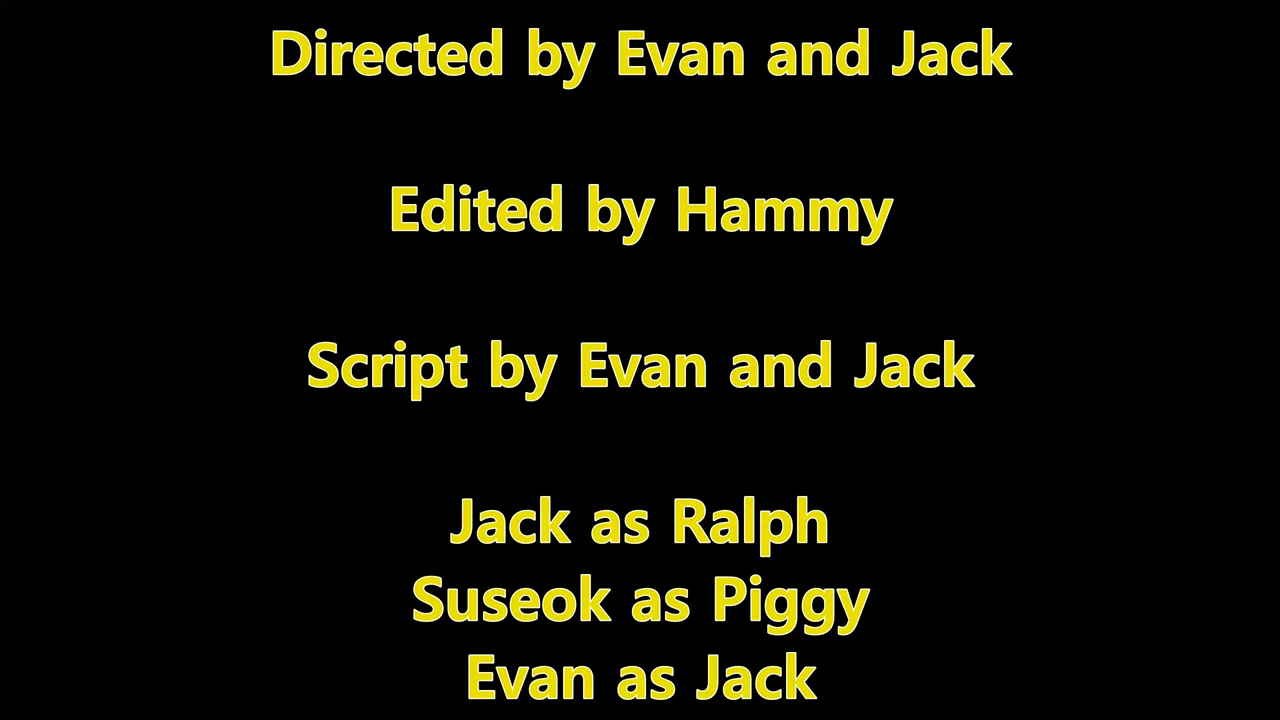 Directed by Evan and Jack
Edited by Hammy
Script by Evan and Jack
Jack as Ralph
Suseok as Piggy
Evan as Jack